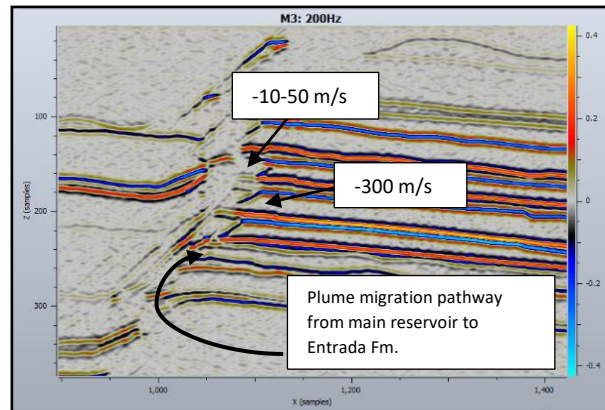 M3: 200Hz
-10-50 m/s
-300 m/s
Plume migration pathway
from main reservoir to
Entrada Fm.
100
200
300
Z (samples)
1,000
1,200
1,400
X (samples)
0.4
0.2
0
-0.2
-0.4